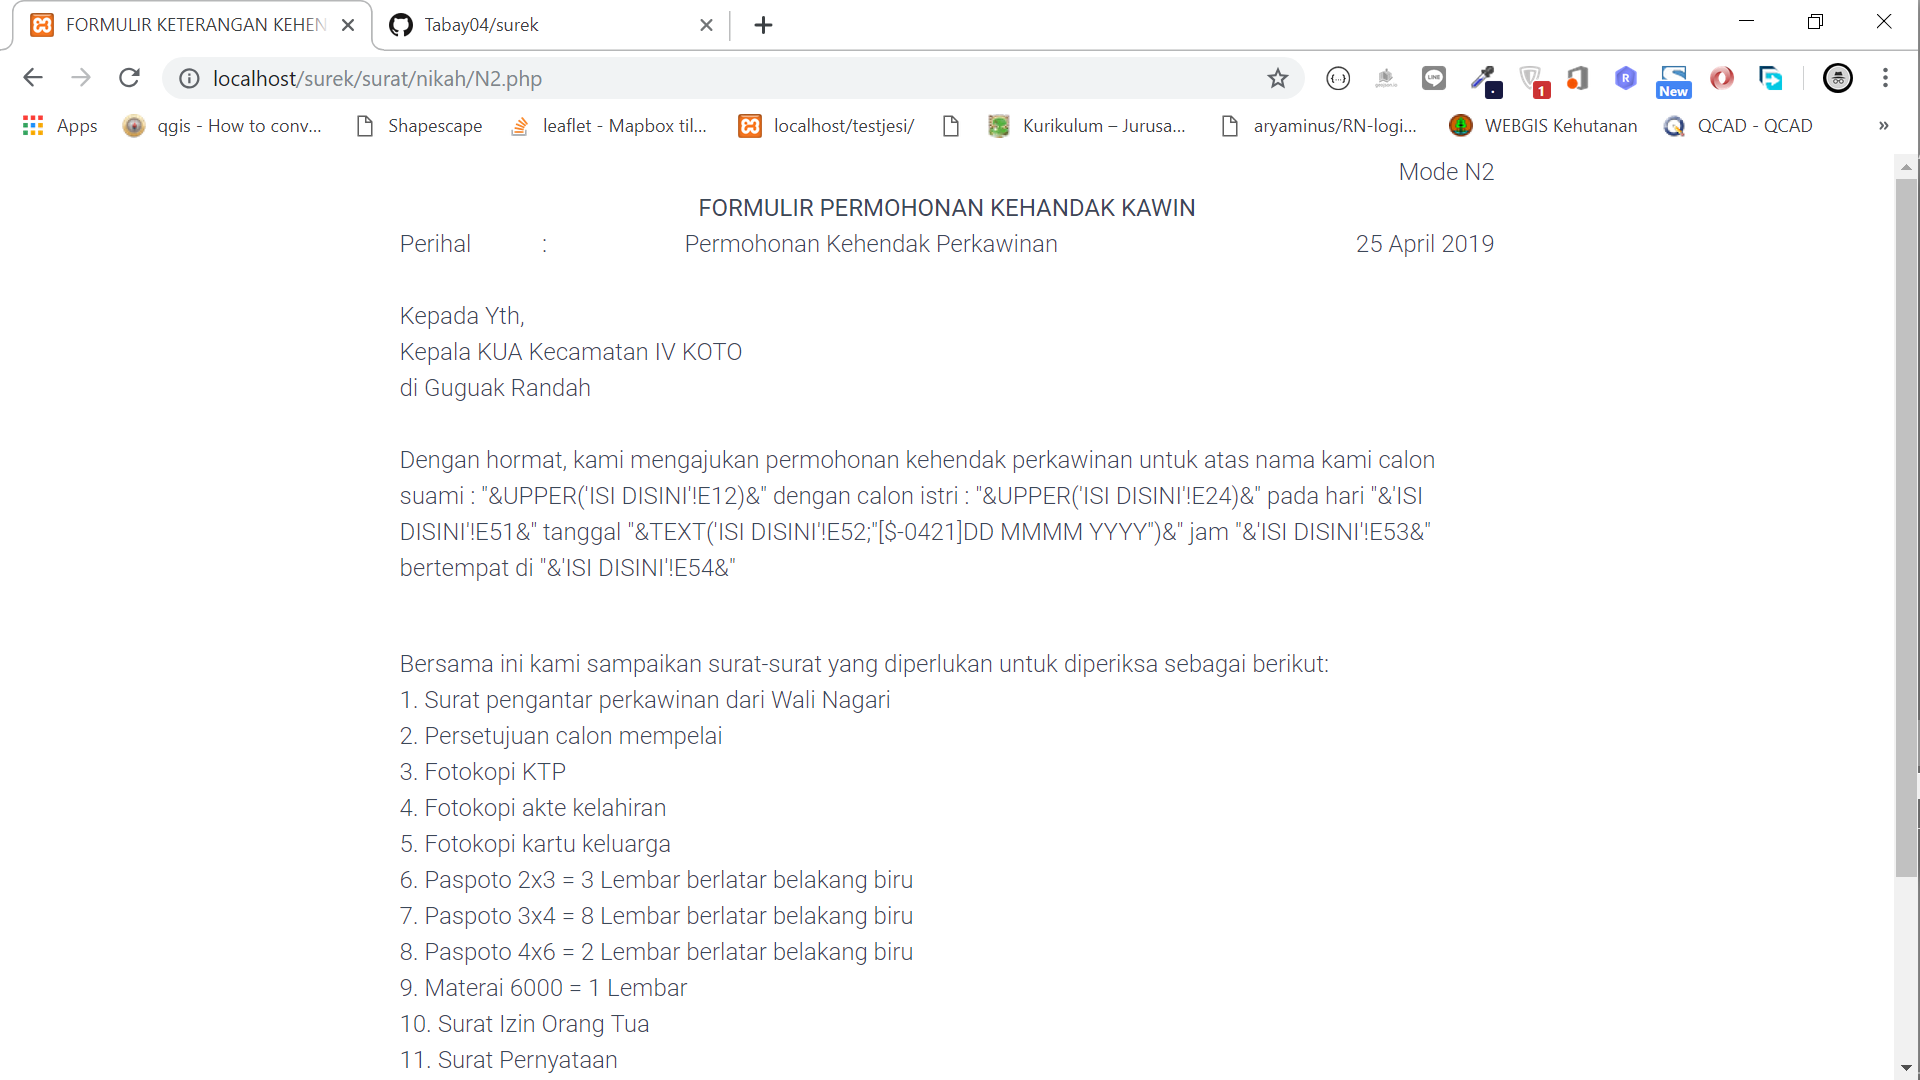 FORMULIR KETERANGAN KEHEN
Tabay04/surek
localhost/surek/surat/nikah/N2.php
1
R
New
LINE
Apps
qgis - How to conv...
Shapescape
leaflet - Mapbox til...
localhost/testjesi/
Kurikulum – Jurusa...
aryaminus/RN-logi...
WEBGIS Kehutanan
QCAD - QCAD
»
Mode N2
FORMULIR PERMOHONAN KEHANDAK KAWIN
Perihal : Permohonan Kehendak Perkawinan 25 April 2019
Kepada Yth,
Kepala KUA Kecamatan IV KOTO
di Guguak Randah
Dengan hormat, kami mengajukan permohonan kehendak perkawinan untuk atas nama kami calon
suami : "&UPPER('ISI DISINI'!E12)&" dengan calon istri : "&UPPER('ISI DISINI'!E24)&" pada hari "&'ISI
DISINI'!E51&" tanggal "&TEXT('ISI DISINI'!E52;"[$-0421]DD MMMM YYYY")&" jam "&'ISI DISINI'!E53&"
bertempat di "&'ISI DISINI'!E54&"
Bersama ini kami sampaikan surat-surat yang diperlukan untuk diperiksa sebagai berikut:
1. Surat pengantar perkawinan dari Wali Nagari
2. Persetujuan calon mempelai
3. Fotokopi KTP
4. Fotokopi akte kelahiran
5. Fotokopi kartu keluarga
6. Paspoto 2x3 = 3 Lembar berlatar belakang biru
7. Paspoto 3x4 = 8 Lembar berlatar belakang biru
8. Paspoto 4x6 = 2 Lembar berlatar belakang biru
9. Materai 6000 = 1 Lembar
10. Surat Izin Orang Tua
11. Surat Pernyataan